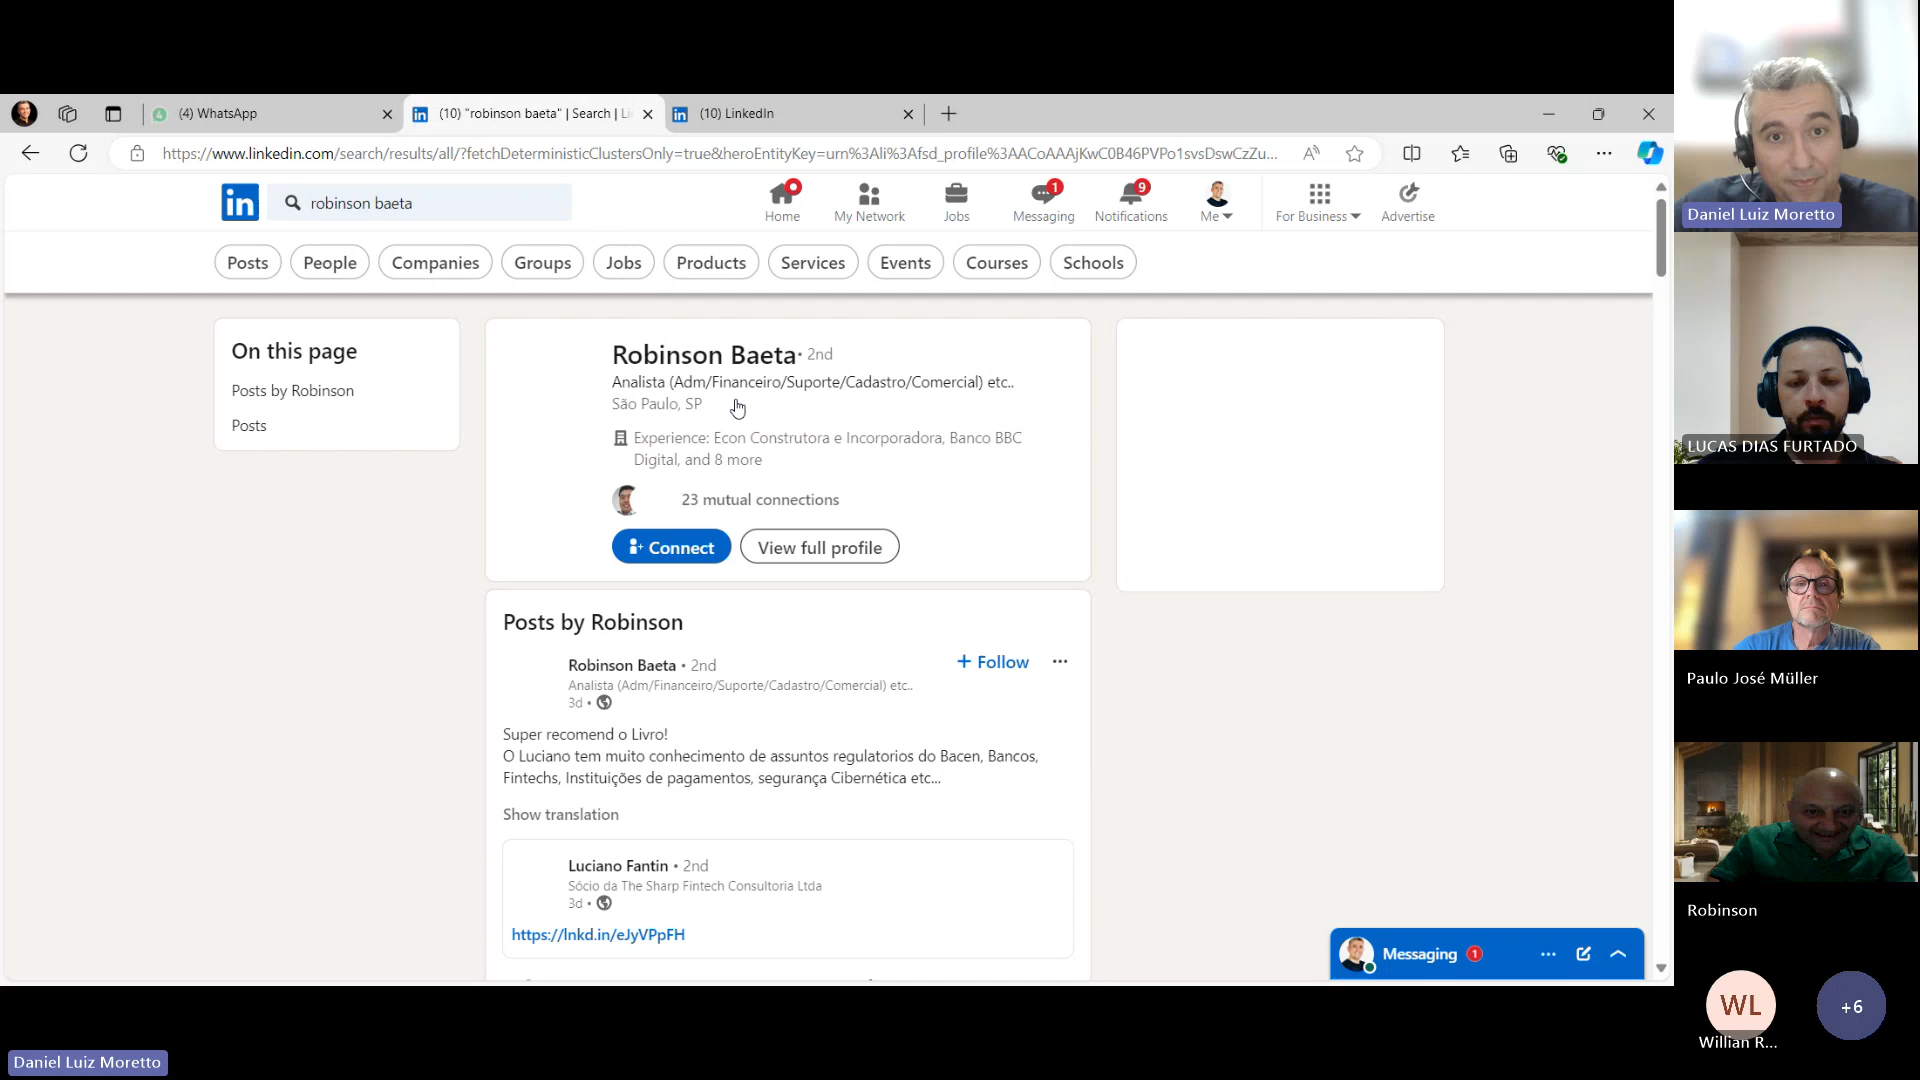 (4) WhatsApp
(10) "robinson baeta" | Search | Li
(10) LinkedIn
https://www.linkedin.com/search/results/all/?fetchDeterministicClustersOnly=true&heroEntityKey=urn%3Ali%3Afsd_profile%3AACoAAAjKwC0B46PVPo1svsDswCzZu...
in
robinson baeta
Home
My Network
Jobs
1
Messaging
9
Notifications
Me
For Business
Advertise
Posts
People
Companies
Groups
Jobs
Products
Services
Events
Courses
Schools
On this page
Posts by Robinson
Posts
Robinson Baeta • 2nd
Analista (Adm/Financeiro/Suporte/Cadastro/Comercial) etc..
São Paulo, SP
Experience: Econ Construtora e Incorporadora, Banco BBC
Digital, and 8 more
23 mutual connections
Connect
View full profile
Posts by Robinson
Robinson Baeta • 2nd
Analista (Adm/Financeiro/Suporte/Cadastro/Comercial) etc..
3d •
+ Follow
Super recomend o Livro!
O Luciano tem muito conhecimento de assuntos regulatorios do Bacen, Bancos,
Fintechs, Instituições de pagamentos, segurança Cibernética etc...
Show translation
Luciano Fantin • 2nd
Sócio da The Sharp Fintech Consultoria Ltda
3d •
https://lnkd.in/eJyVPpFH
Messaging 1
Daniel Luiz Moretto
LUCAS DIAS FURTADO
Paulo José Müller
Robinson
WL
Willian R...
+6
Daniel Luiz Moretto